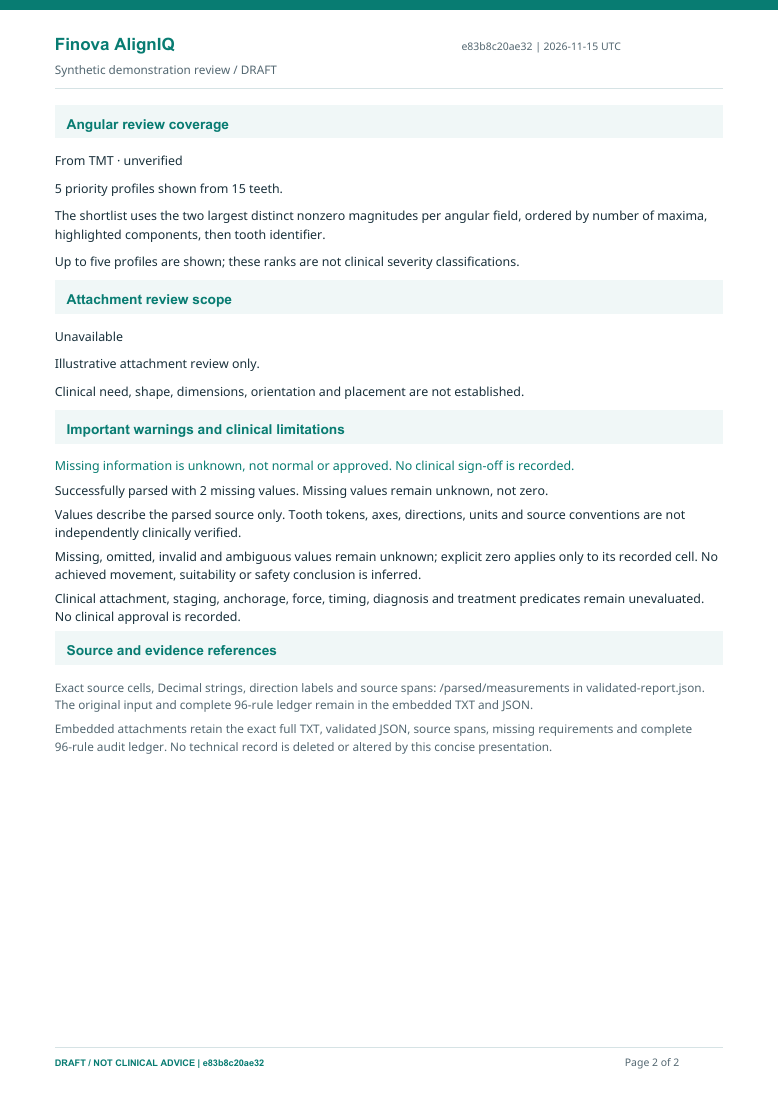 Finova AlignIQ
e83b8c20ae32 | 2026-11-15 UTC
Synthetic demonstration review / DRAFT
Angular review coverage
From TMT · unverified
5 priority profiles shown from 15 teeth.
The shortlist uses the two largest distinct nonzero magnitudes per angular field, ordered by number of maxima,
highlighted components, then tooth identifier.
Up to five profiles are shown; these ranks are not clinical severity classifications.
Attachment review scope
Unavailable
Illustrative attachment review only.
Clinical need, shape, dimensions, orientation and placement are not established.
Important warnings and clinical limitations
Missing information is unknown, not normal or approved. No clinical sign-off is recorded.
Successfully parsed with 2 missing values. Missing values remain unknown, not zero.
Values describe the parsed source only. Tooth tokens, axes, directions, units and source conventions are not
independently clinically verified.
Missing, omitted, invalid and ambiguous values remain unknown; explicit zero applies only to its recorded cell. No
achieved movement, suitability or safety conclusion is inferred.
Clinical attachment, staging, anchorage, force, timing, diagnosis and treatment predicates remain unevaluated.
No clinical approval is recorded.
Source and evidence references
Exact source cells, Decimal strings, direction labels and source spans: /parsed/measurements in validated-report.json.
The original input and complete 96-rule ledger remain in the embedded TXT and JSON.
Embedded attachments retain the exact full TXT, validated JSON, source spans, missing requirements and complete
96-rule audit ledger. No technical record is deleted or altered by this concise presentation.
DRAFT / NOT CLINICAL ADVICE | e83b8c20ae32
Page 2 of 2